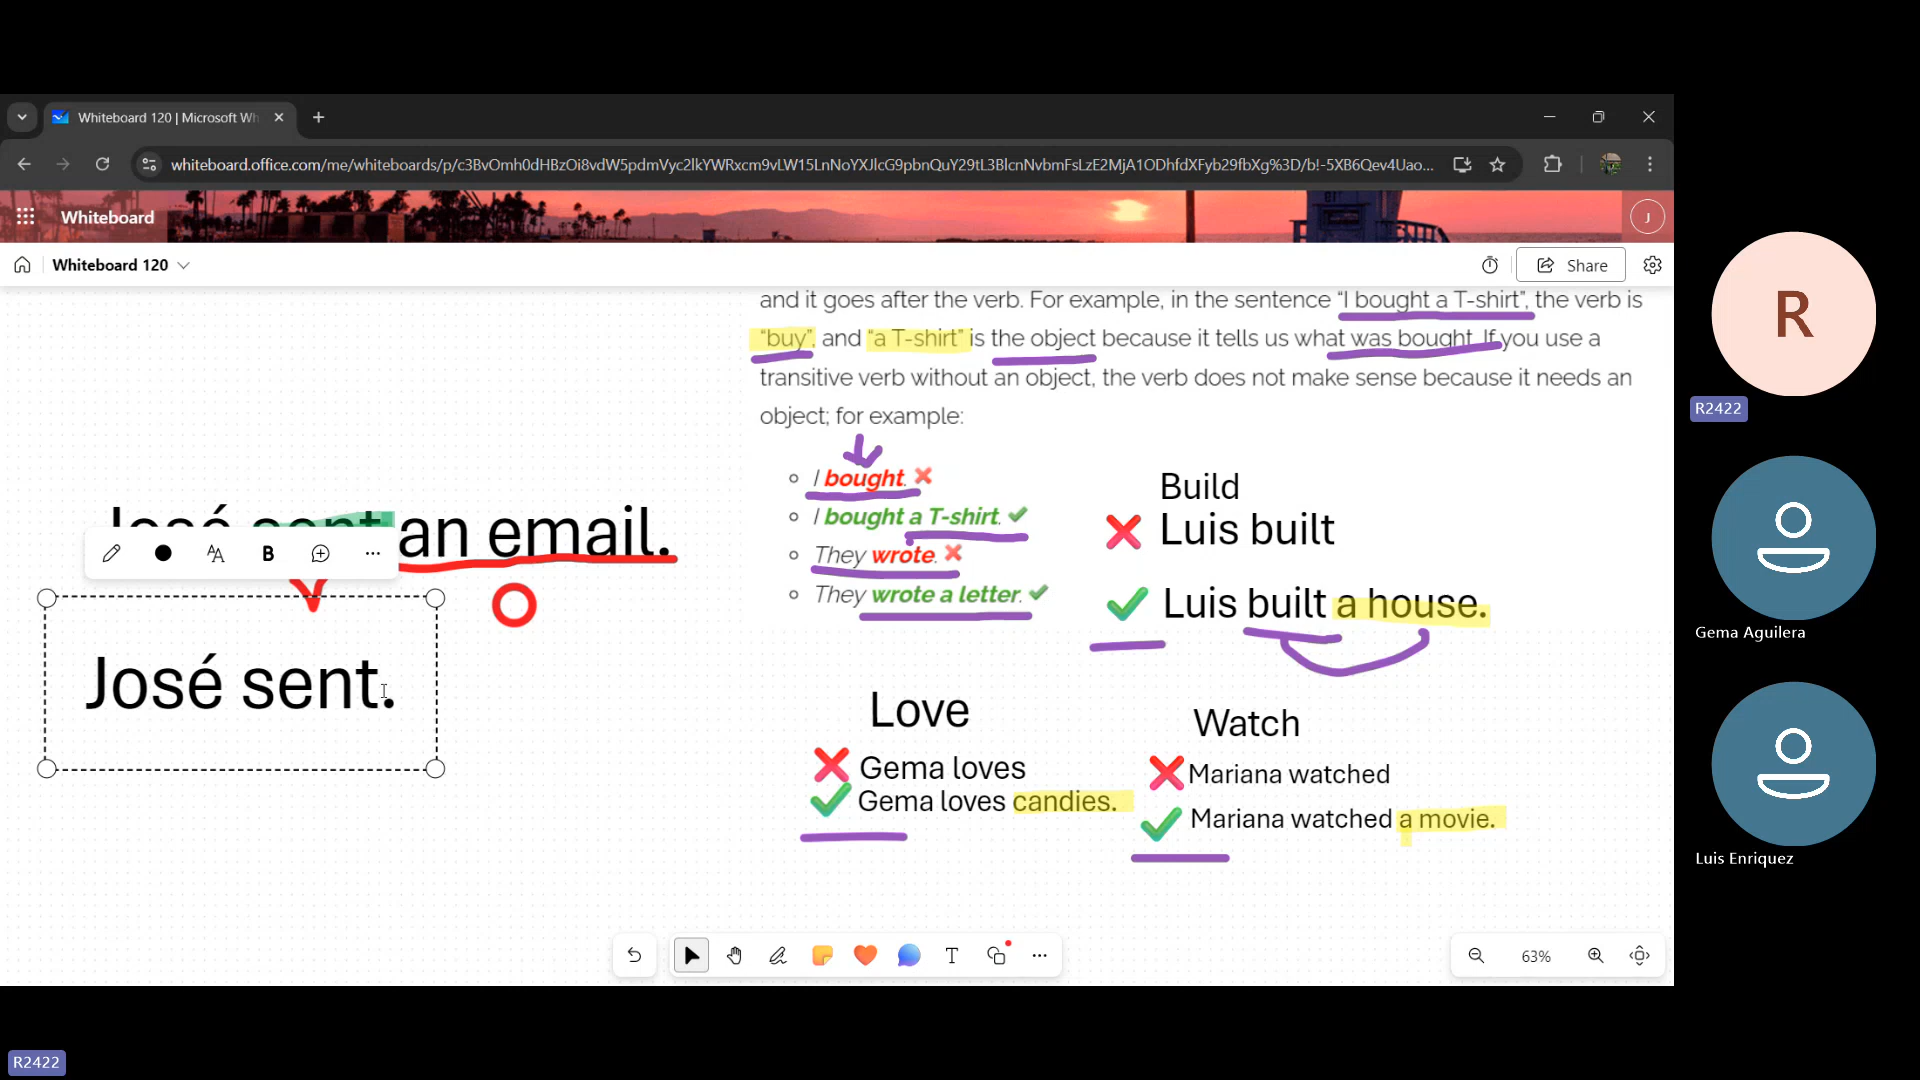 Whiteboard 120 | Microsoft Wh
whiteboard.office.com/me/whiteboards/p/c3BvOmh0dHBzOi8vdW5pdmVyc2lkYWRxcm9vLW15LnNoYXJlcG9pbnQuY29tL3BlcnNvbmFsLzE2MjA1ODhfdXFyb29fbXg%3D/b!-5XB6Qev4Uao...
Whiteboard
J
Whiteboard 120
Share
and it goes after the verb. For example, in the sentence “I bought a T-shirt”, the verb is
“buy”, and “a T-shirt” is the object because it tells us what was bought. If you use a
transitive verb without an object, the verb does not make sense because it needs an
object; for example:
I bought.
I bought a T-shirt.
They wrote.
They wrote a letter.
Build
Luis built
Luis built a house.
José sent an email.
V
O
B
José sent.
Love
Gema loves
Gema loves candies.
Watch
Mariana watched
Mariana watched a movie.
T
63%
R
R2422
Gema Aguilera
Luis Enriquez
R2422